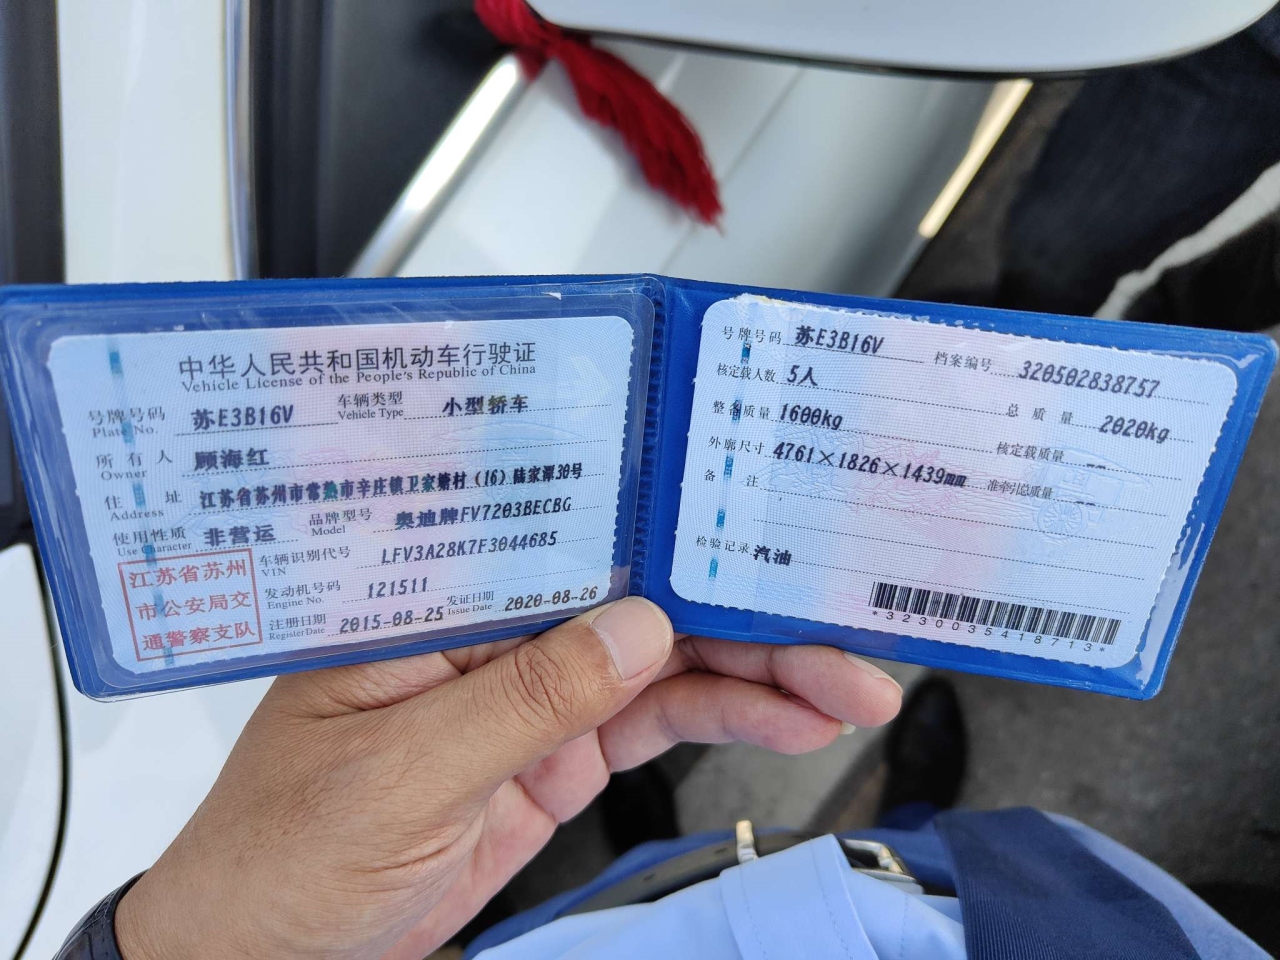 中华人民共和国机动车行驶证
Vehicle License of the People's Republic of China
号牌号码 苏E3B16V 车辆类型 小型轿车
Plate No. Vehicle Type
所有人 顾海红
Owner
住址 江苏省苏州市常熟市辛庄镇卫家塘村(16)陆家潭30号
Address
使用性质 非营运 品牌型号 奥迪牌FV7203BECBG
Use Character Model
江苏省苏州
市公安局交
通警察支队
车辆识别代号 LFV3A28K7F3044685
VIN
发动机号码 121511
Engine No.
注册日期 2015-08-25 发证日期 2020-08-26
Register Date Issue Date
号牌号码 苏E3B16V 档案编号 320502838757
核定载人数 5人 总质量 2020kg
整备质量 1600kg 核定载质量 --
外廓尺寸 4761×1826×1439mm 准牵引总质量 --
备注
检验记录 汽油
*3230035418713*